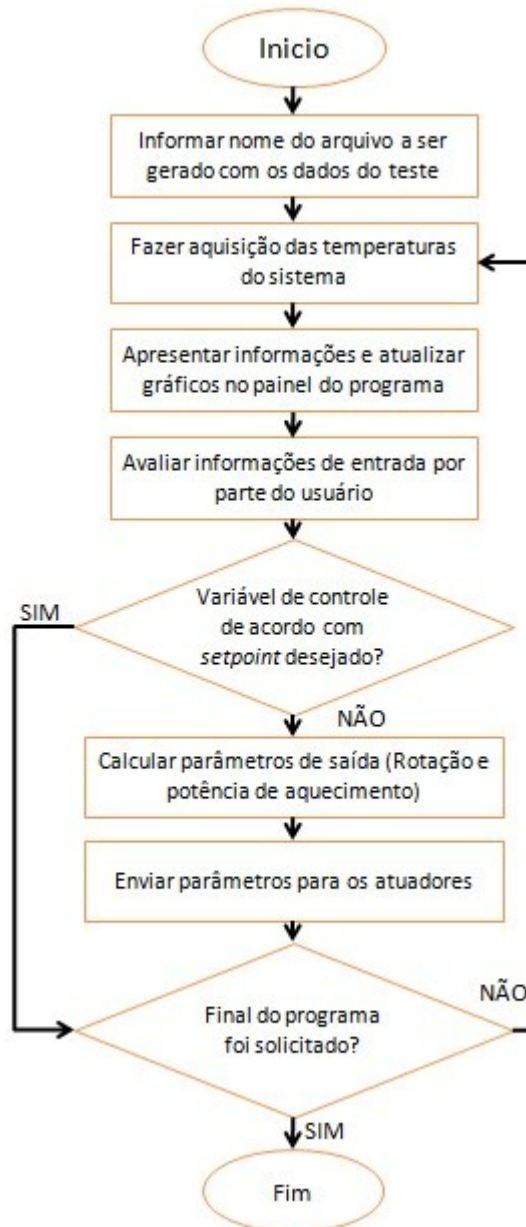 Inicio
Informar nome do arquivo a ser
gerado com os dados do teste
Fazer aquisição das temperaturas
do sistema
Apresentar informações e atualizar
gráficos no painel do programa
Avaliar informações de entrada por
parte do usuário
SIM
Variável de controle
de acordo com
setpoint desejado?
NÃO
Calcular parâmetros de saída (Rotação e
potência de aquecimento)
Enviar parâmetros para os atuadores
Final do programa
foi solicitado?
NÃO
SIM
Fim